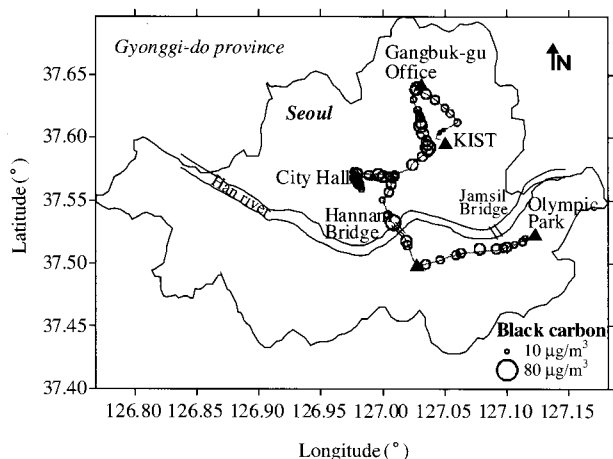 Gyonggi-do province
Gangbuk-gu
Office
N
Seoul
KIST
City Hall
Han river
Hannam
Bridge
Jamsil
Bridge
Olympic
Park
Black carbon
10 µg/m³
80 µg/m³
Latitude (°)
37.65
37.60
37.55
37.50
37.45
37.40
126.80 126.85 126.90 126.95 127.00 127.05 127.10 127.15
Longitude (°)